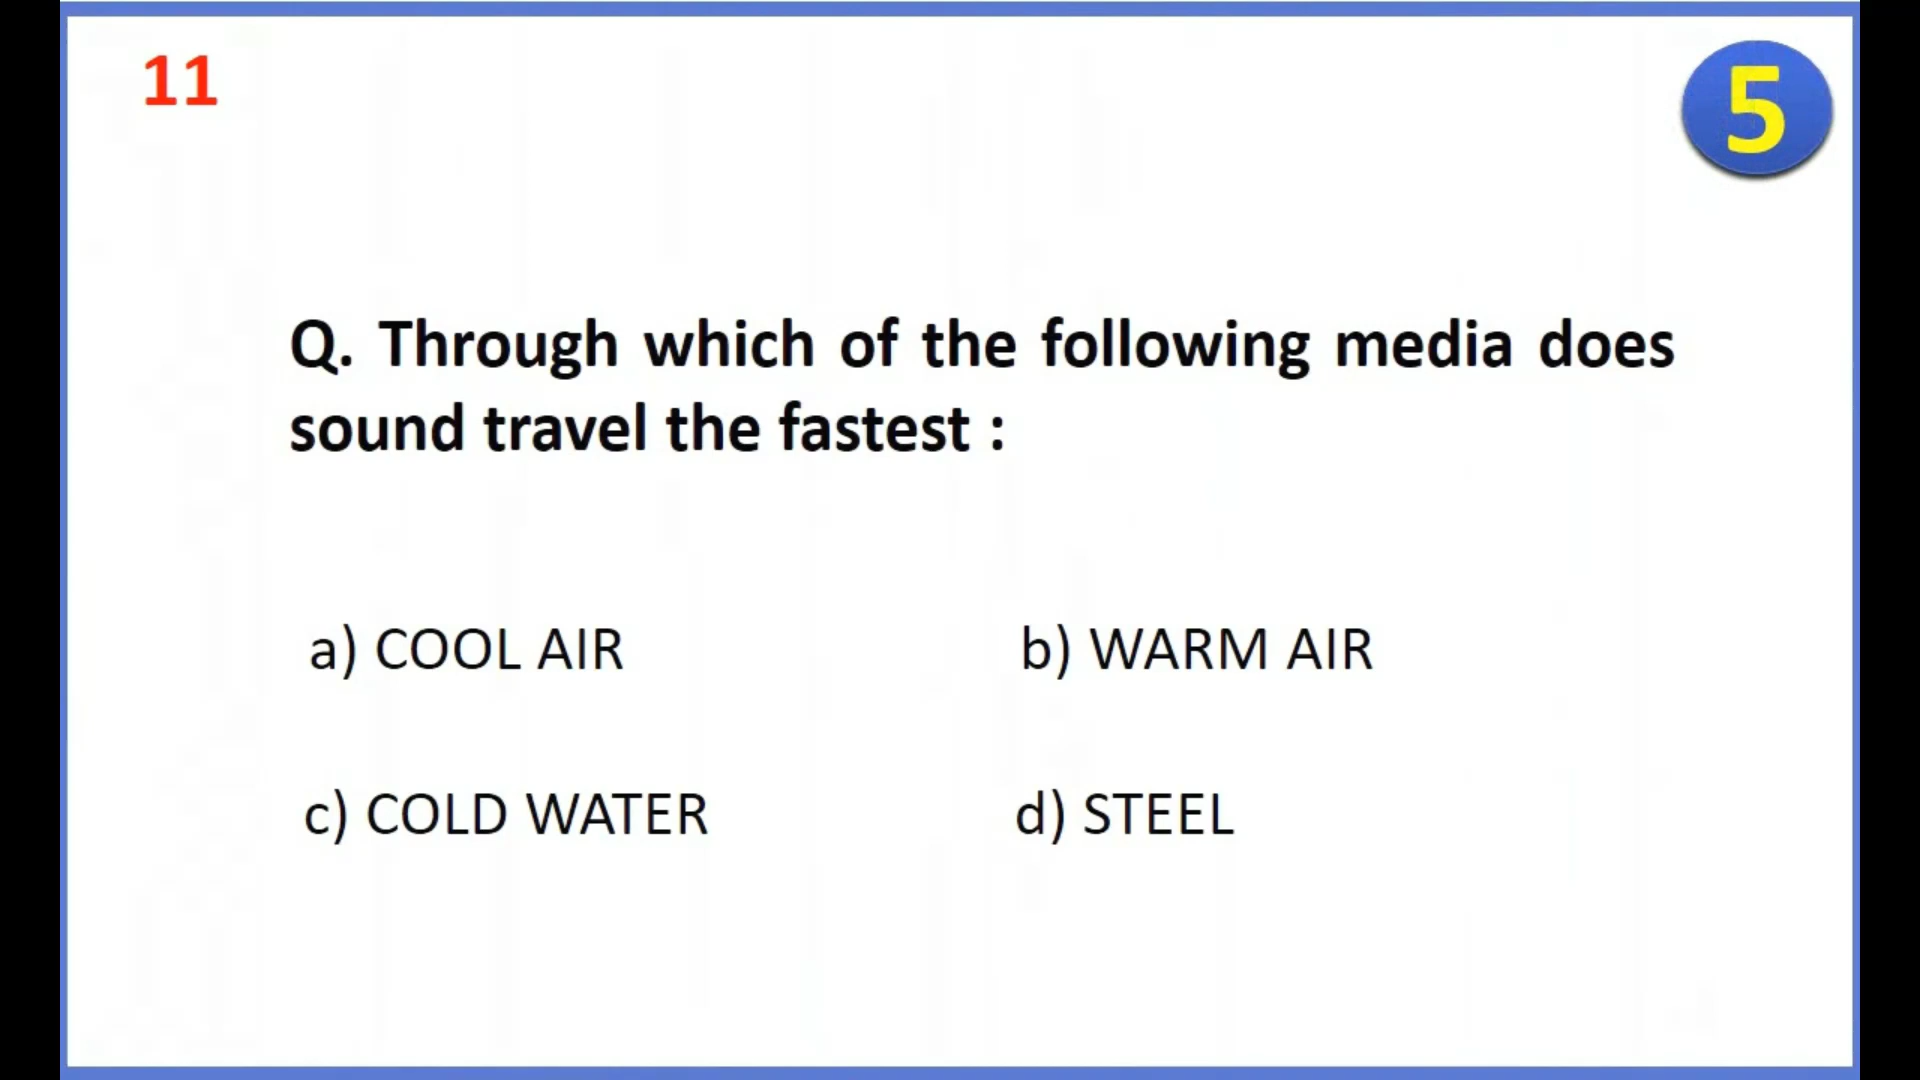 11
5
Q. Through which of the following media does
sound travel the fastest :
a) COOL AIR
b) WARM AIR
c) COLD WATER
d) STEEL